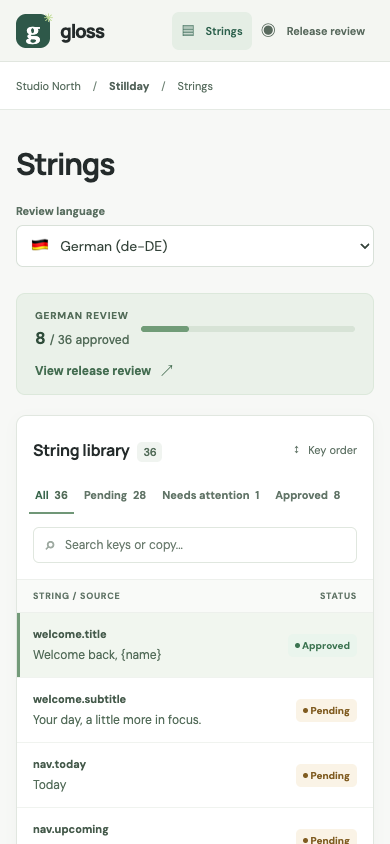 g gloss
Strings
Release review
Studio North / Stillday / Strings
Strings
Review language
German (de-DE)
GERMAN REVIEW
8 / 36 approved
View release review ↗
String library 36
↕ Key order
All 36 Pending 28 Needs attention 1 Approved 8
Search keys or copy…
STRING / SOURCE STATUS
welcome.title
Welcome back, {name}
Approved
welcome.subtitle
Your day, a little more in focus.
Pending
nav.today
Today
Pending
nav.upcoming
Pending